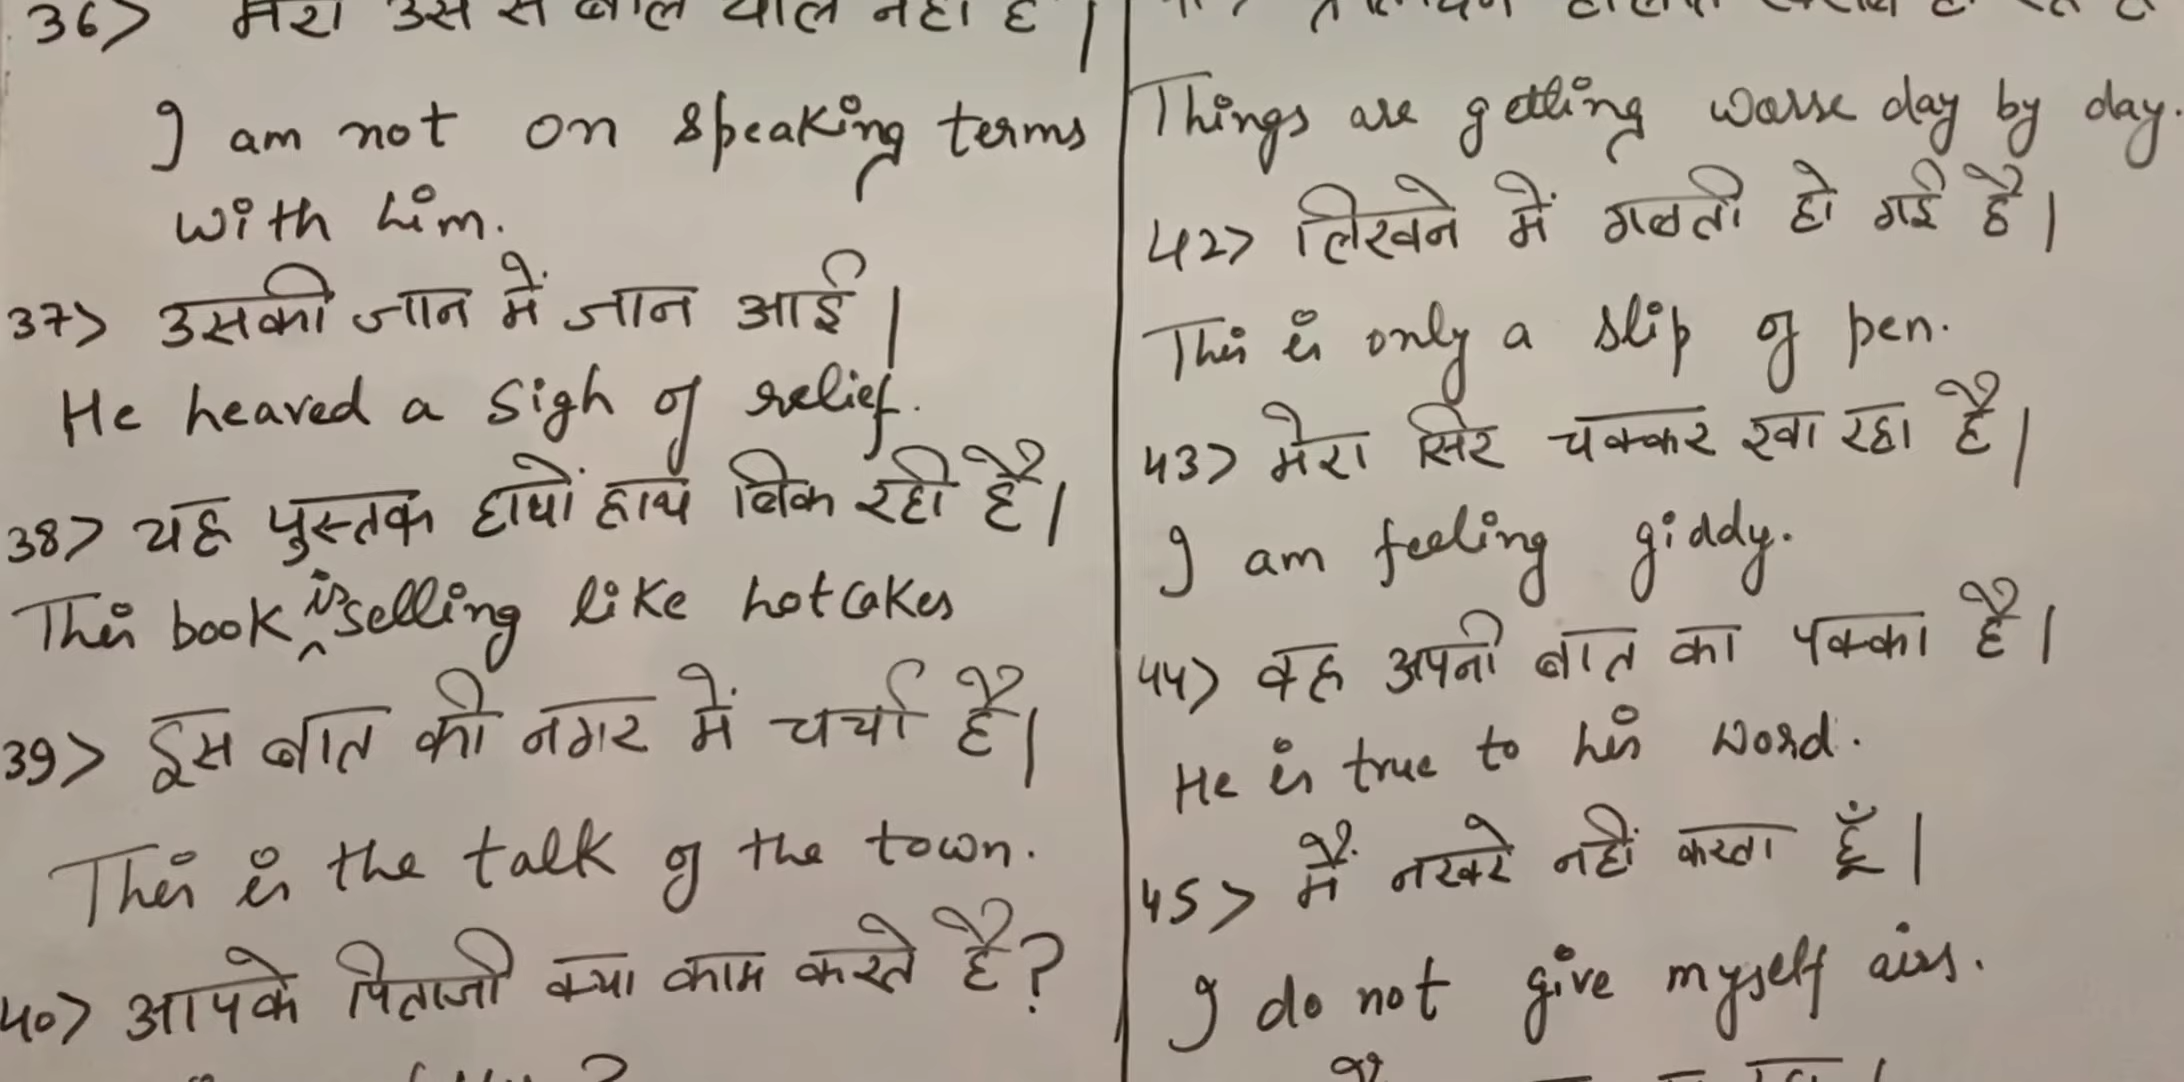 36> मेरा उस से बोल चाल नहीं है |
I am not on speaking terms
with him.
37> उसकी जान में जान आई |
He heaved a sigh of relief.
38> यह पुस्तक हाथों हाथ बिक रही है |
This book is selling like hotcakes
39> इस बात की नगर में चर्चा है |
This is the talk of the town.
40> आपके पिताजी क्या काम करते है ?
Things are getting worse day by day.
42> लिखने में गलती हो गई है |
This is only a slip of pen.
43> मेरा सिर चक्कर खा रहा है |
I am feeling giddy.
44> वह अपनी बात का पक्का है |
He is true to his word.
45> मैं नखरे नहीं करता हूँ |
I do not give myself airs.